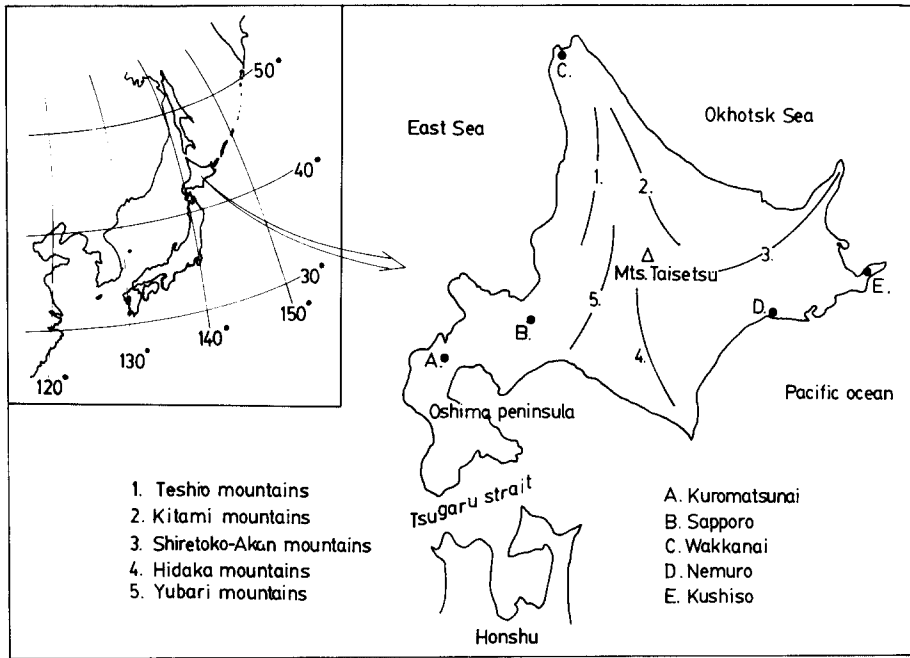 50°
40°
30°
150°
140°
130°
120°
C.
East Sea
Okhotsk Sea
1.
2.
3.
Mts. Taisetsu
E.
5.
B.
D.
4.
A.
Pacific ocean
Oshima peninsula
Tsugaru strait
Honshu
1. Teshio mountains
2. Kitami mountains
3. Shiretoko-Akan mountains
4. Hidaka mountains
5. Yubari mountains
A. Kuromatsunai
B. Sapporo
C. Wakkanai
D. Nemuro
E. Kushiso